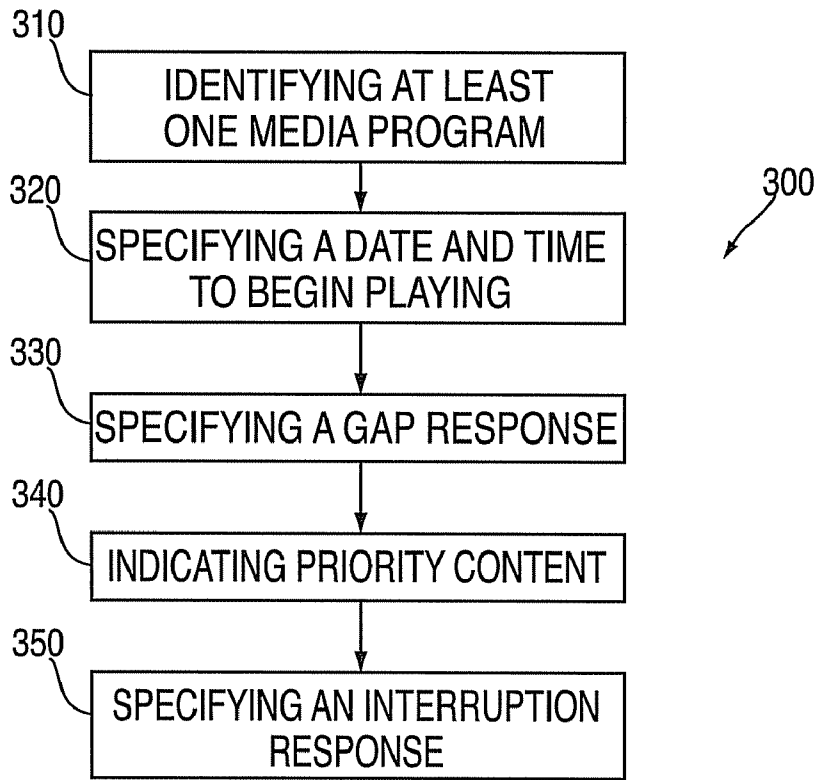 310
IDENTIFYING AT LEAST
ONE MEDIA PROGRAM
300
320
SPECIFYING A DATE AND TIME
TO BEGIN PLAYING
330
SPECIFYING A GAP RESPONSE
340
INDICATING PRIORITY CONTENT
350
SPECIFYING AN INTERRUPTION
RESPONSE